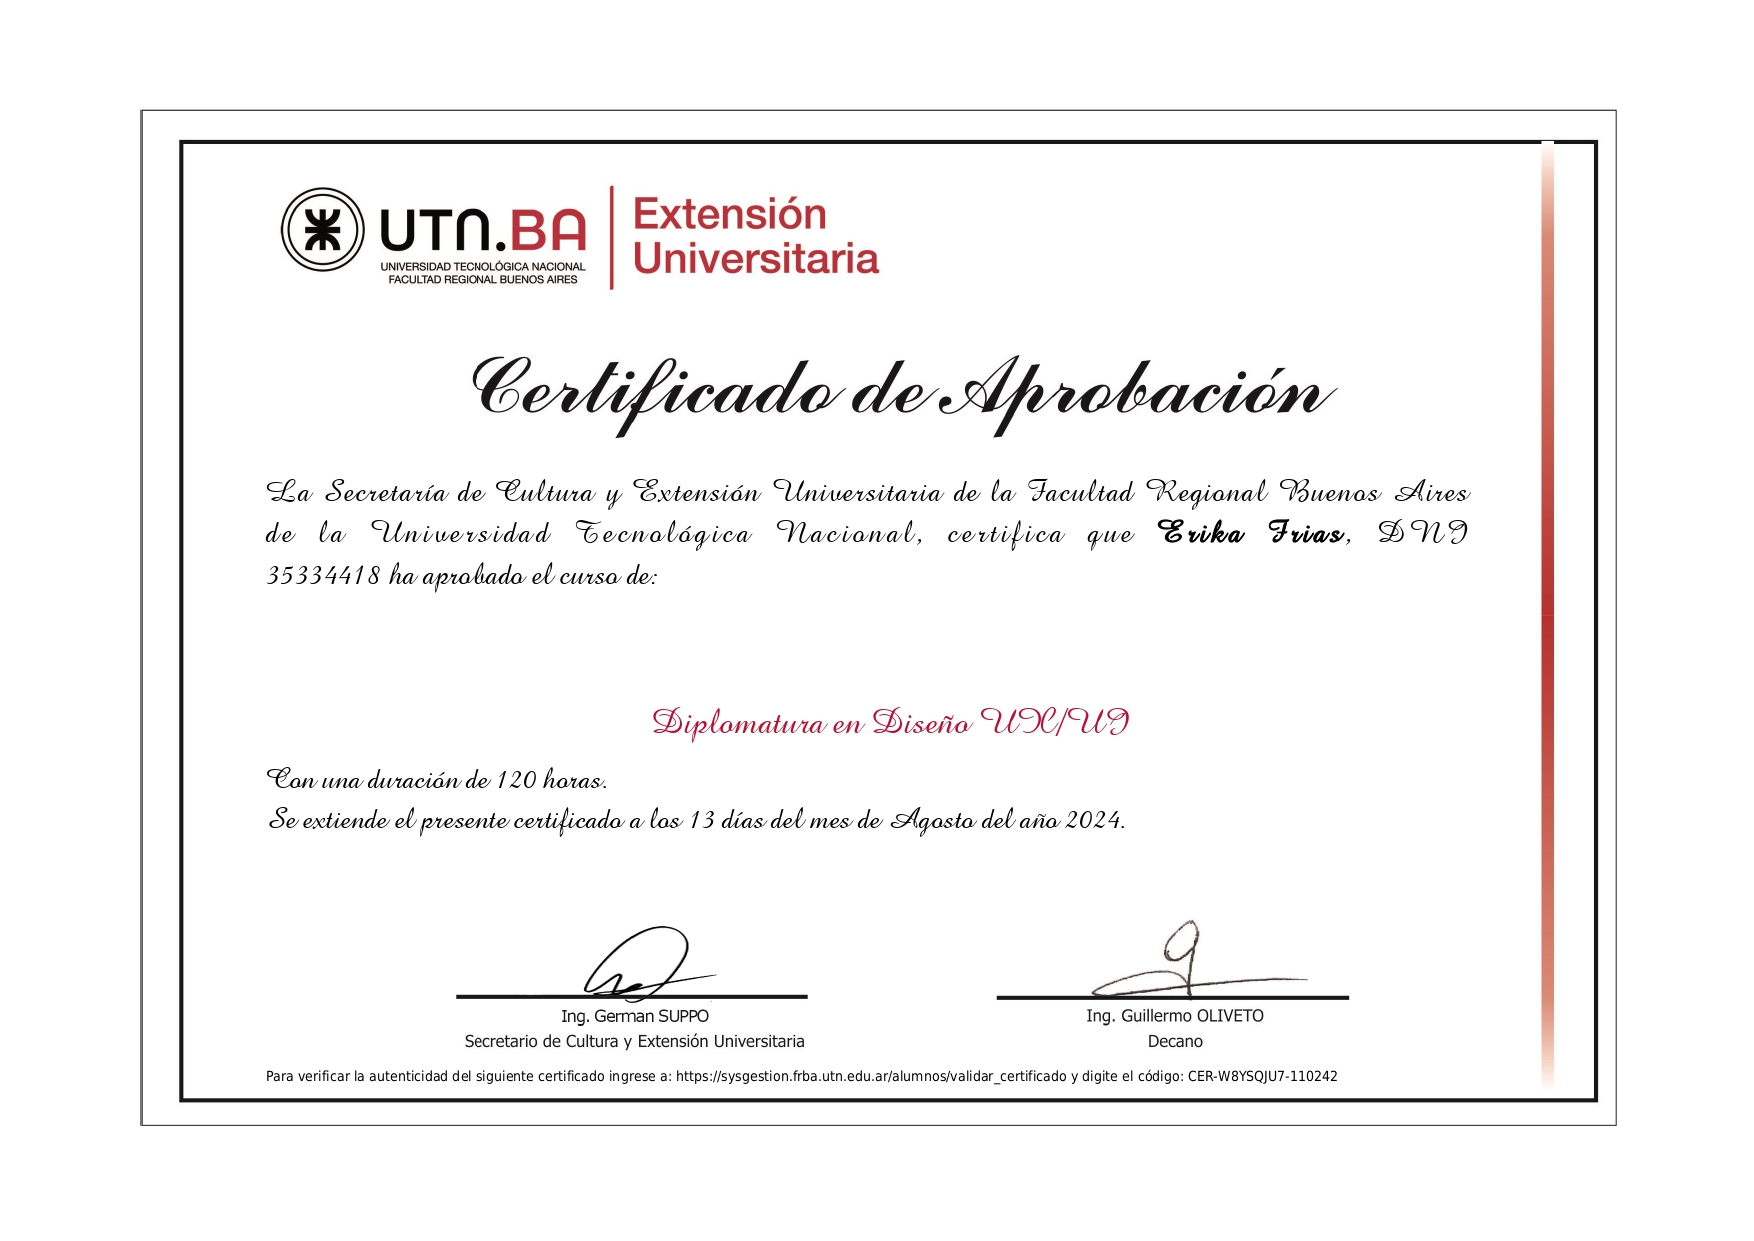 UTN.BA
UNIVERSIDAD TECNOLÓGICA NACIONAL
FACULTAD REGIONAL BUENOS AIRES
Extensión
Universitaria
Certificado de Aprobación
La Secretaría de Cultura y Extensión Universitaria de la Facultad Regional Buenos Aires
de la Universidad Tecnológica Nacional, certifica que Erika Frias, DNI
35334418 ha aprobado el curso de:
Diplomatura en Diseño UX/UI
Con una duración de 120 horas.
Se extiende el presente certificado a los 13 días del mes de Agosto del año 2024.
Ing. German SUPPO
Secretario de Cultura y Extensión Universitaria
Ing. Guillermo OLIVETO
Decano
Para verificar la autenticidad del siguiente certificado ingrese a: https://sysgestion.frba.utn.edu.ar/alumnos/validar_certificado y digite el código: CER-W8YSQJU7-110242